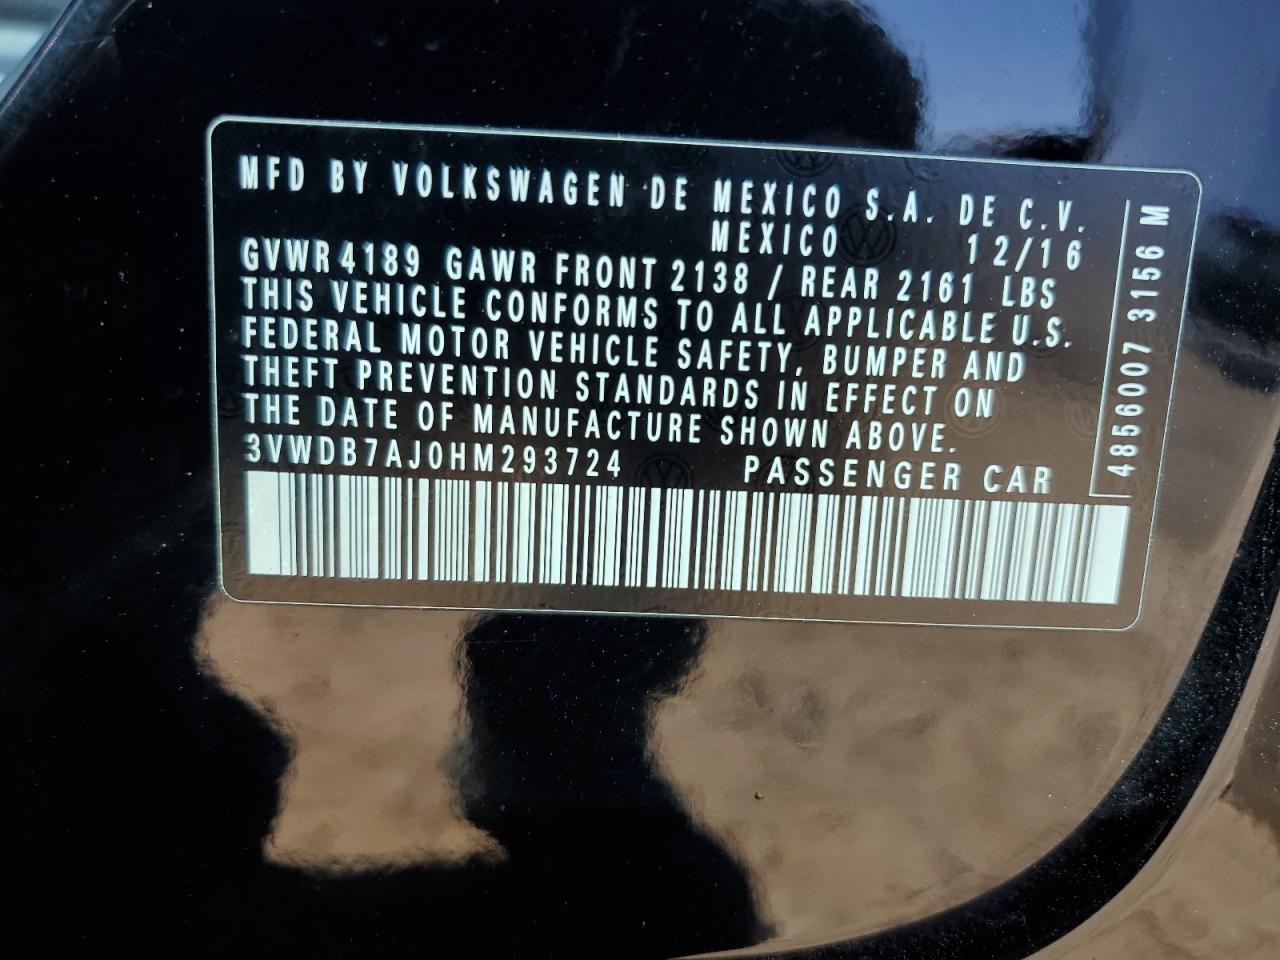 MFD BY VOLKSWAGEN DE MEXICO S.A. DE C.V.
MEXICO 12/16
GVWR 4189 GAWR FRONT 2138 / REAR 2161 LBS
THIS VEHICLE CONFORMS TO ALL APPLICABLE U.S.
FEDERAL MOTOR VEHICLE SAFETY, BUMPER AND
THEFT PREVENTION STANDARDS IN EFFECT ON
THE DATE OF MANUFACTURE SHOWN ABOVE.
3VWDB7AJ0HM293724 PASSENGER CAR
4856007 3156 M